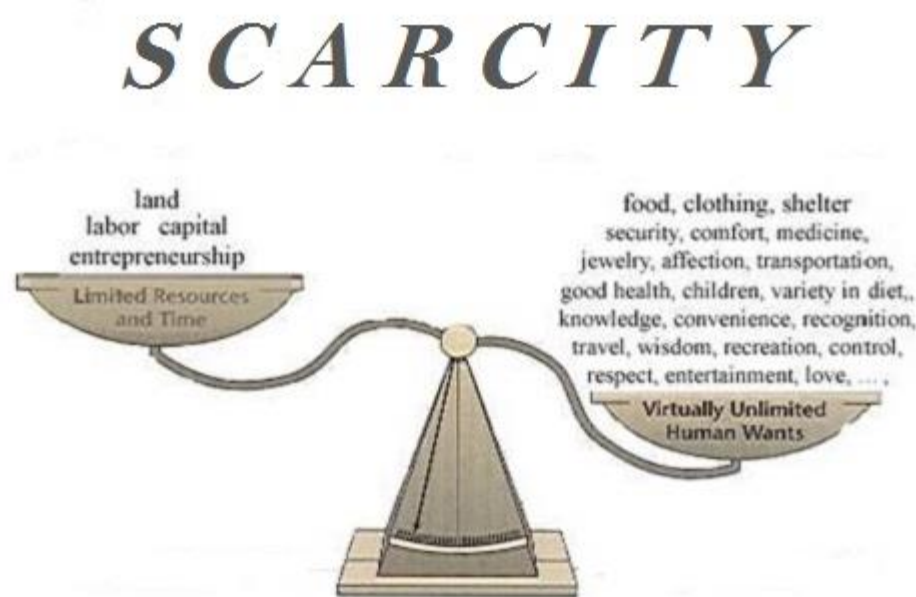 S C A R C I T Y
land
labor capital
entrepreneurship
Limited Resources
and Time
food, clothing, shelter
security, comfort, medicine,
jewelry, affection, transportation,
good health, children, variety in diet,,
knowledge, convenience, recognition,
travel, wisdom, recreation, control,
respect, entertainment, love, ... ,
Virtually Unlimited
Human Wants